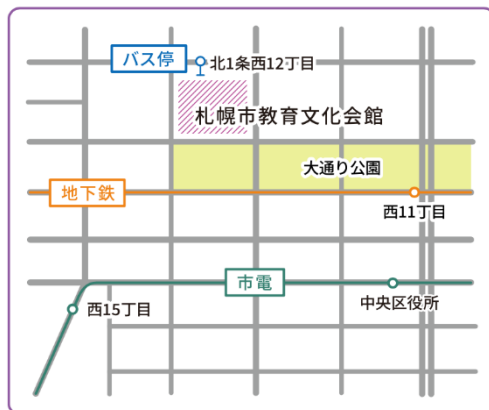 バス停
北1条西12丁目
札幌市教育文化会館
大通り公園
地下鉄
西11丁目
市電
西15丁目
中央区役所